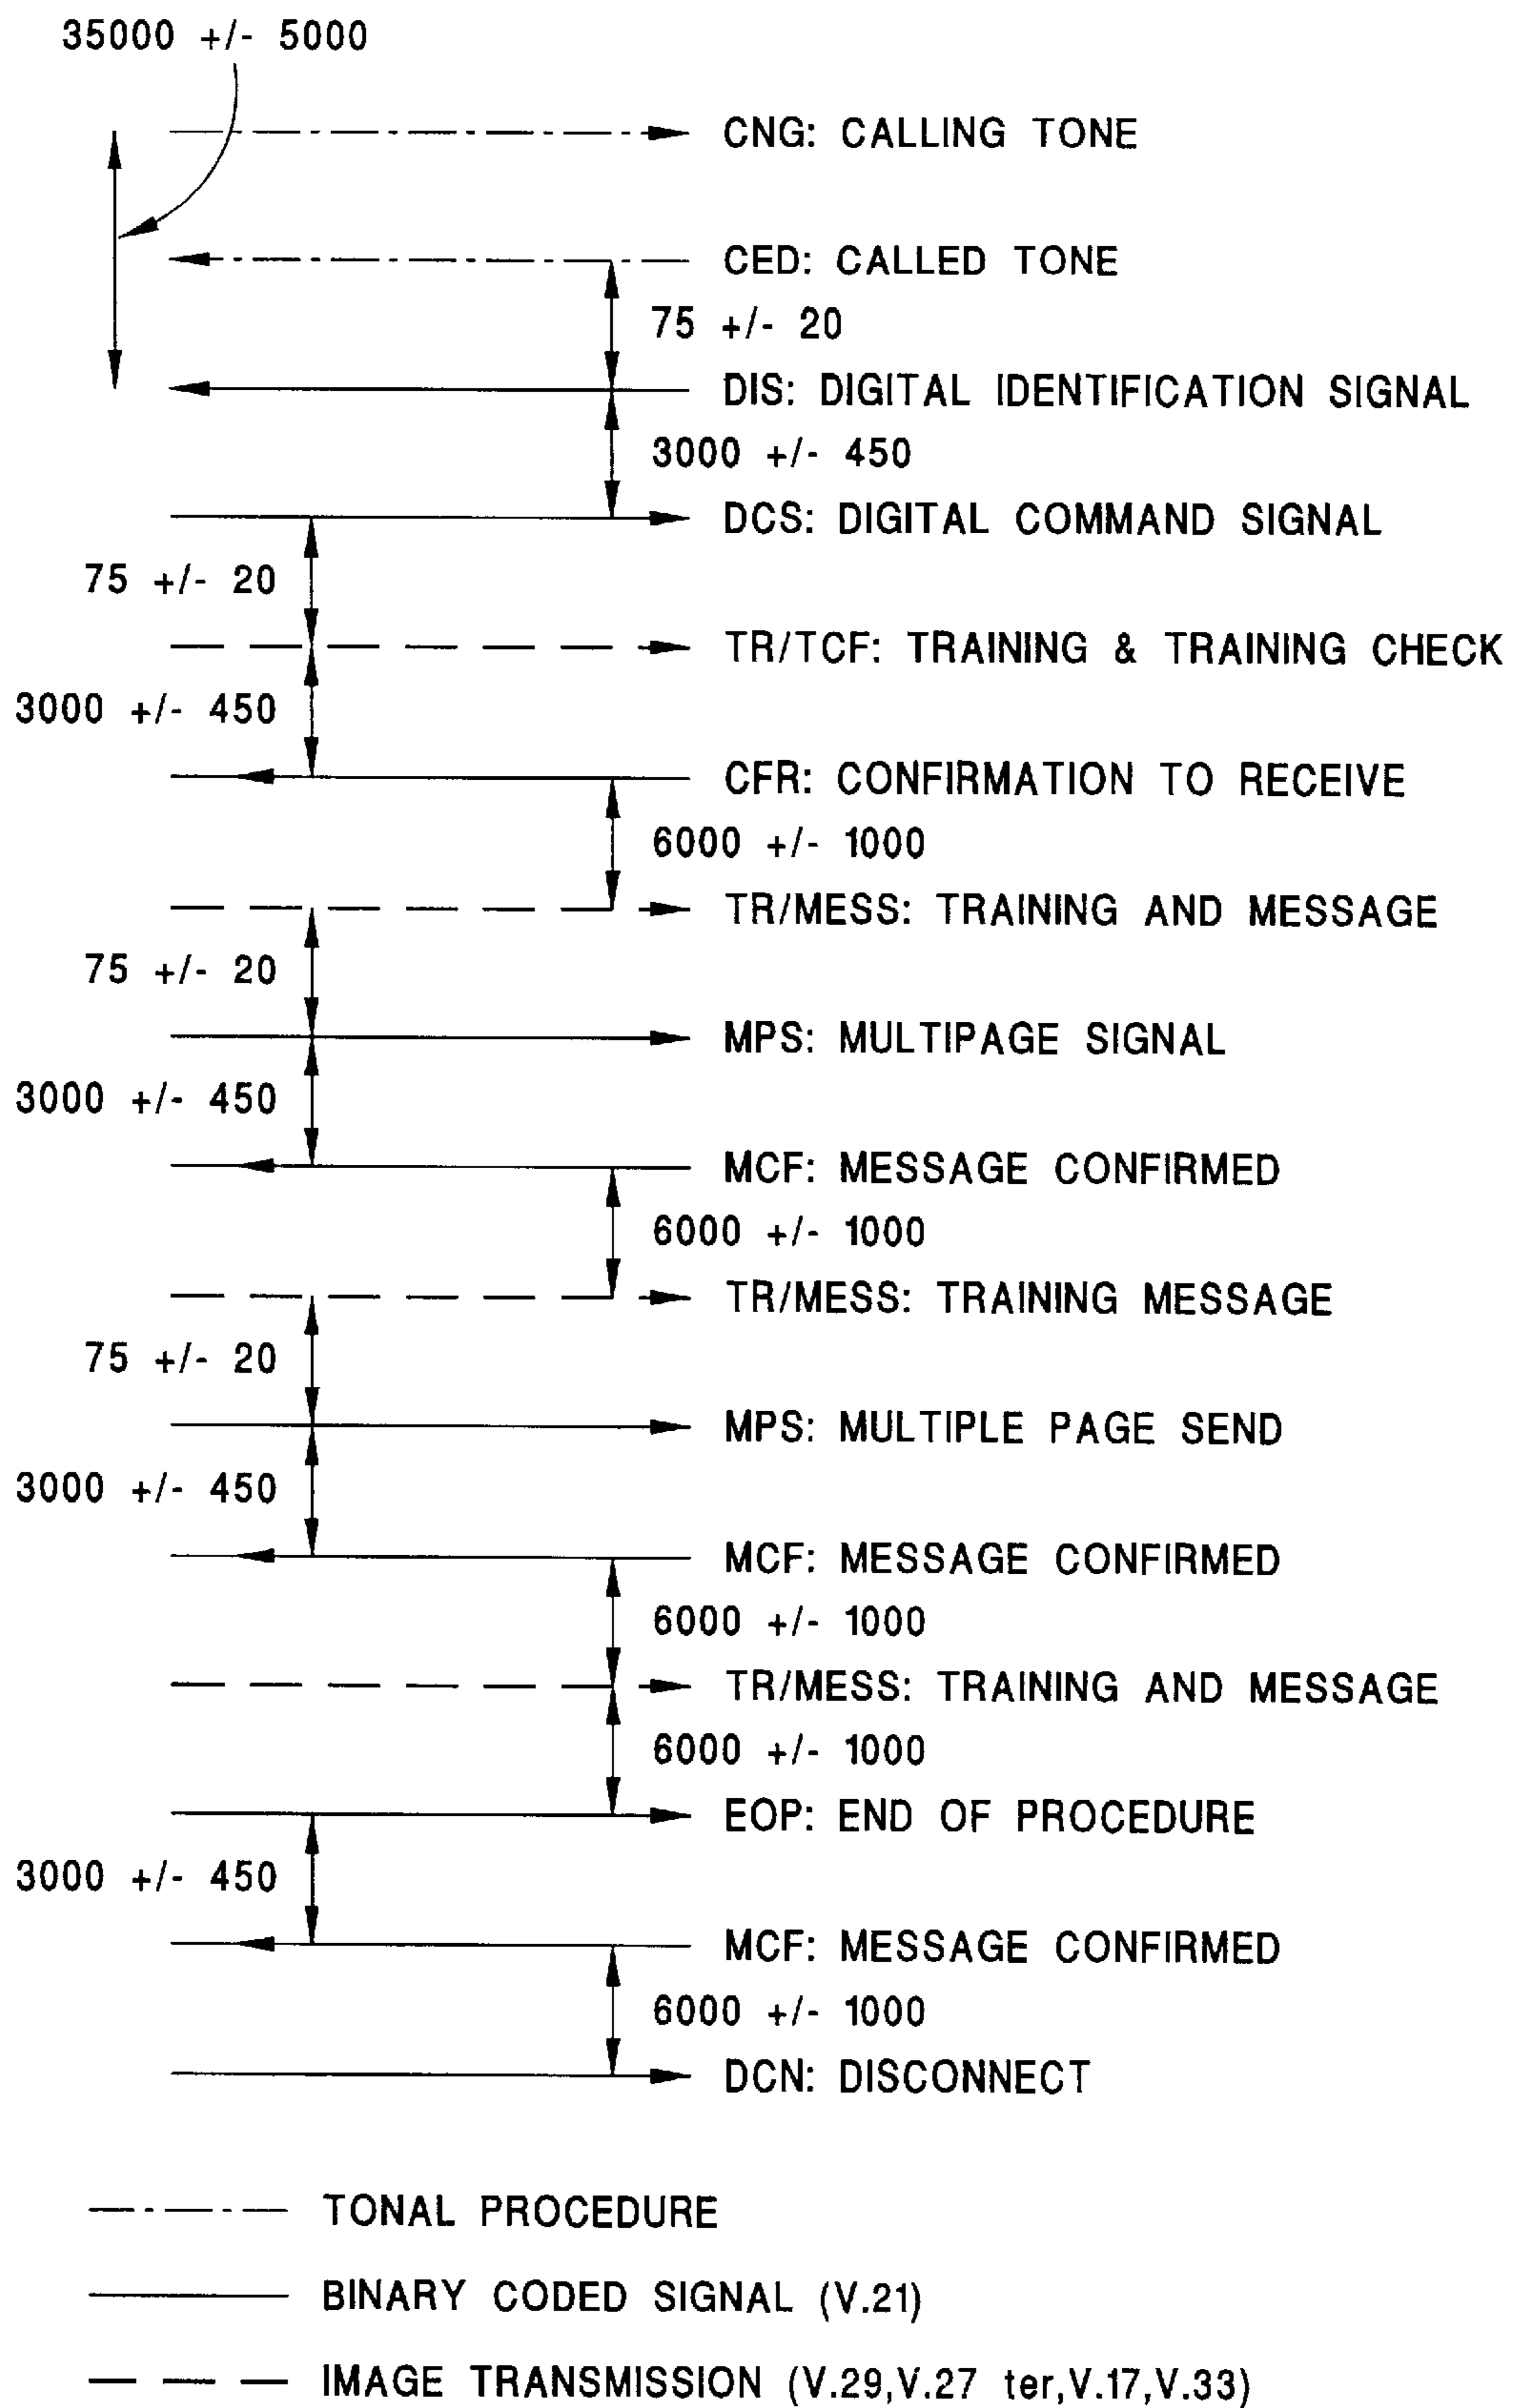 35000 +/- 5000
CNG: CALLING TONE
CED: CALLED TONE
75 +/- 20
DIS: DIGITAL IDENTIFICATION SIGNAL
3000 +/- 450
DCS: DIGITAL COMMAND SIGNAL
75 +/- 20
TR/TCF: TRAINING & TRAINING CHECK
3000 +/- 450
CFR: CONFIRMATION TO RECEIVE
6000 +/- 1000
TR/MESS: TRAINING AND MESSAGE
75 +/- 20
MPS: MULTIPAGE SIGNAL
3000 +/- 450
MCF: MESSAGE CONFIRMED
6000 +/- 1000
TR/MESS: TRAINING MESSAGE
75 +/- 20
MPS: MULTIPLE PAGE SEND
3000 +/- 450
MCF: MESSAGE CONFIRMED
6000 +/- 1000
TR/MESS: TRAINING AND MESSAGE
6000 +/- 1000
EOP: END OF PROCEDURE
3000 +/- 450
MCF: MESSAGE CONFIRMED
6000 +/- 1000
DCN: DISCONNECT
TONAL PROCEDURE
BINARY CODED SIGNAL (V.21)
IMAGE TRANSMISSION (V.29,V.27 ter,V.17,V.33)